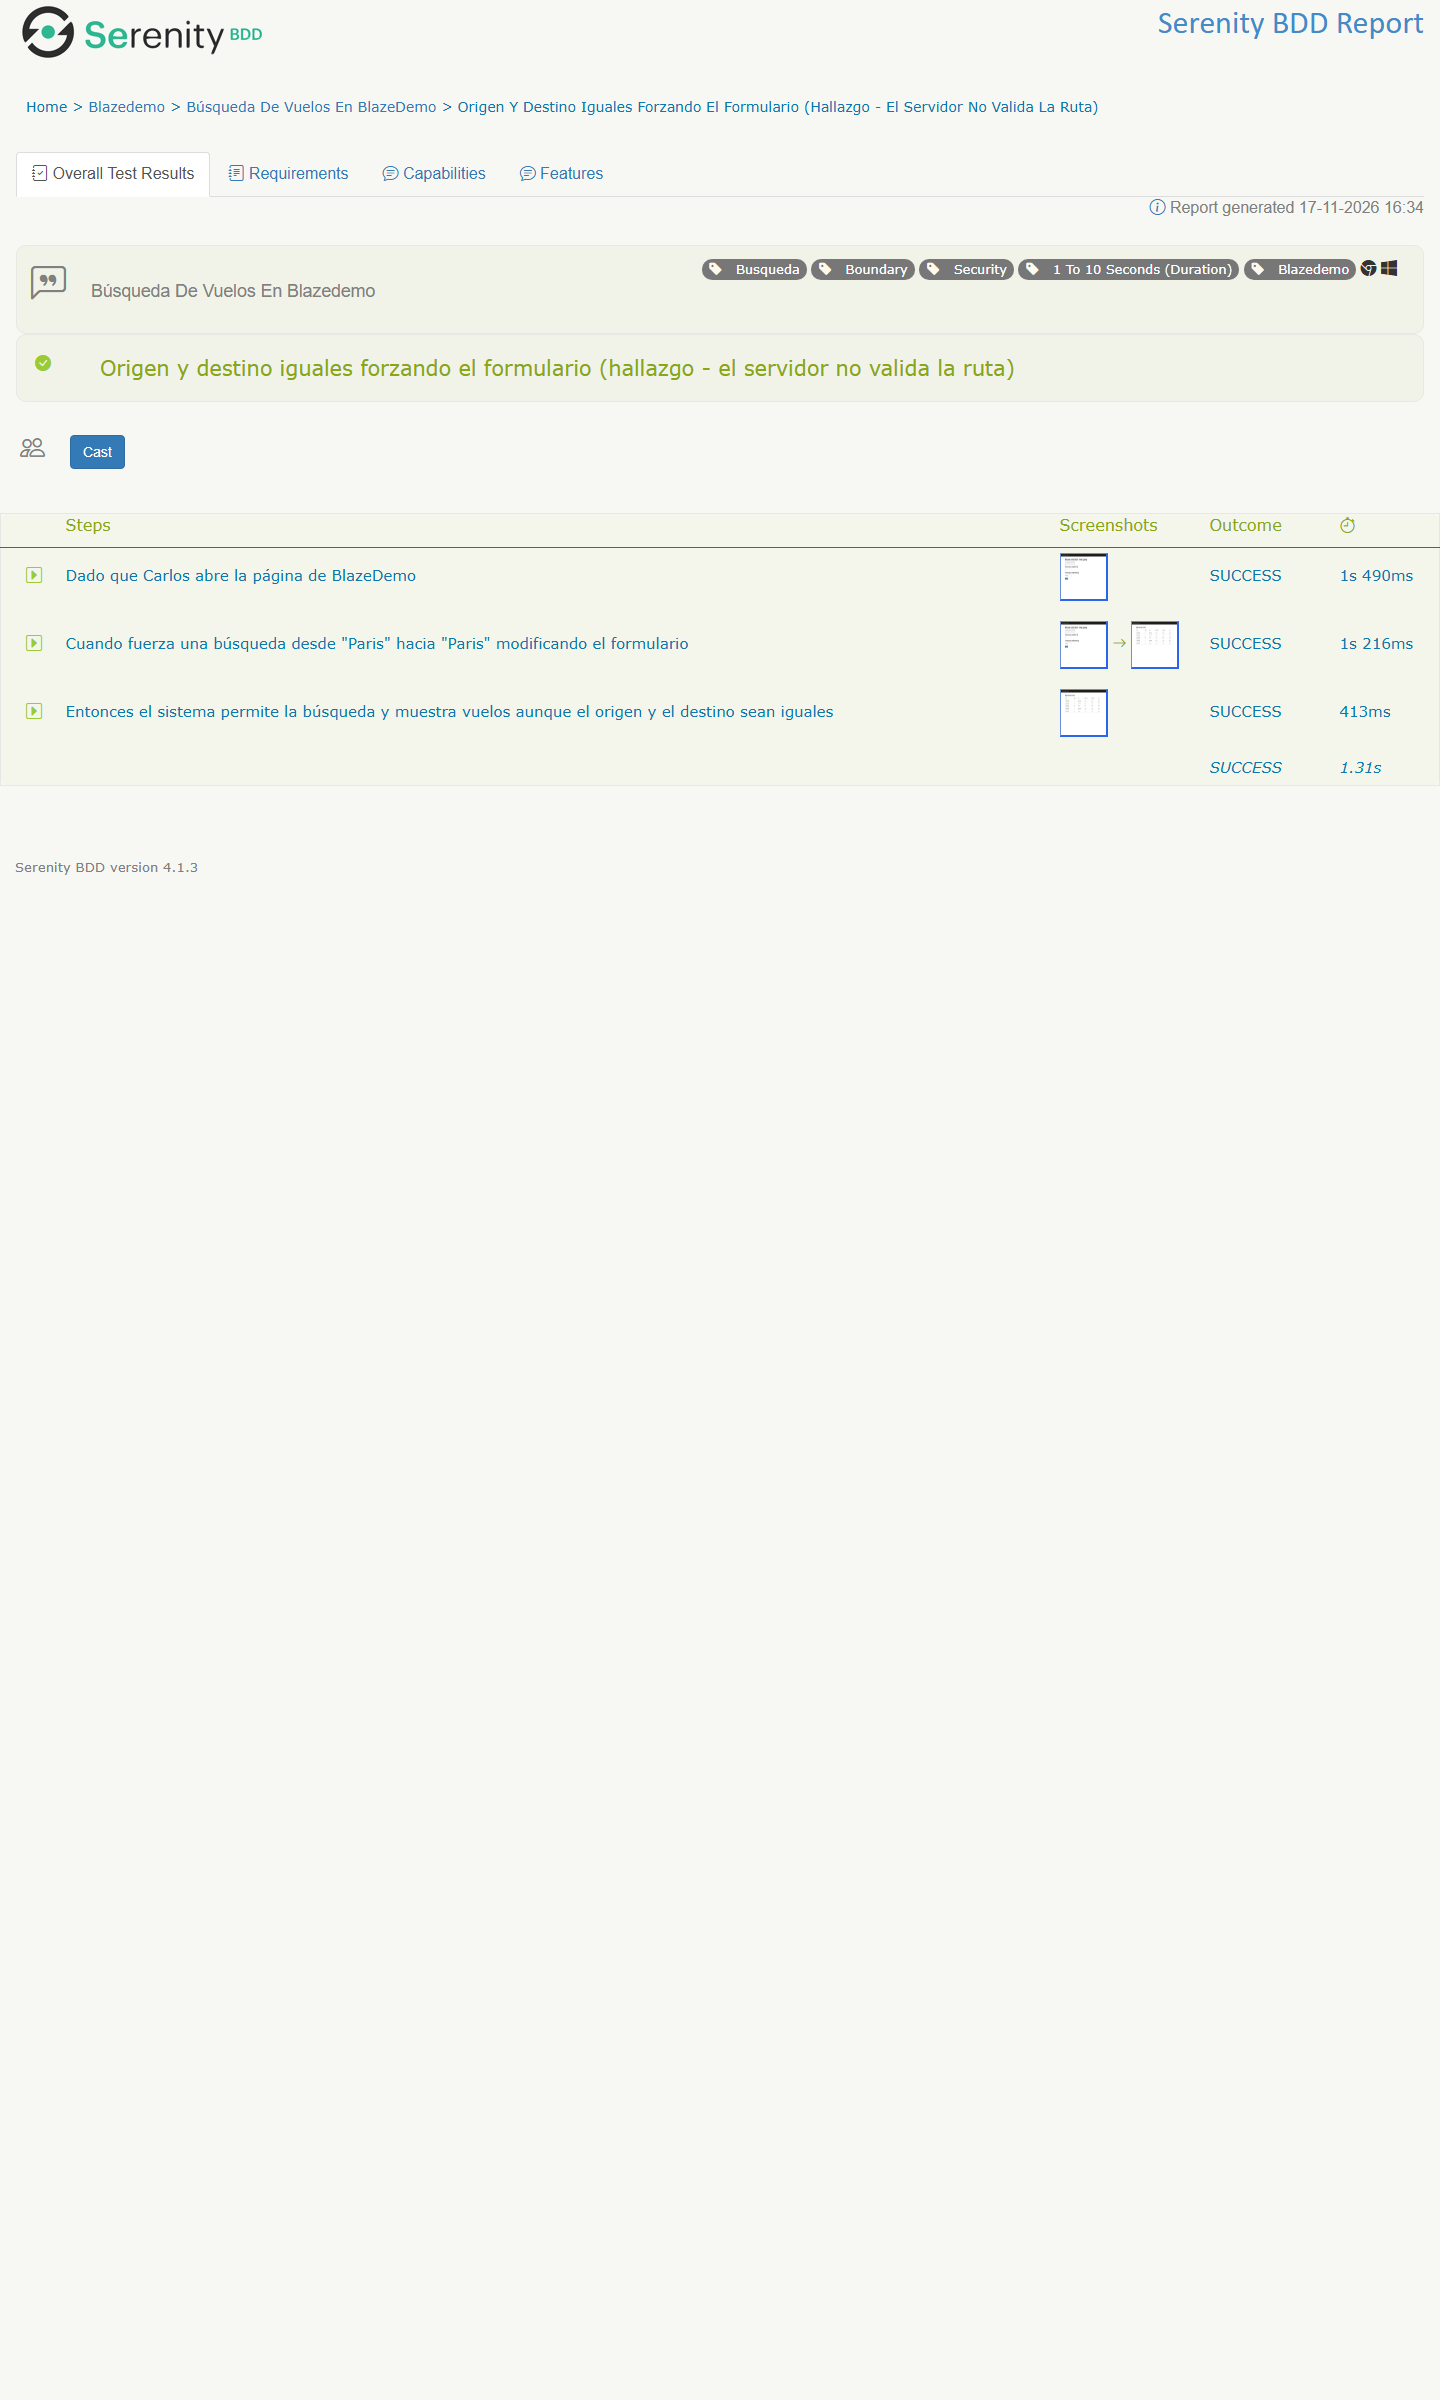 Serenity BDD
Serenity BDD Report
Home > Blazedemo > Búsqueda De Vuelos En BlazeDemo > Origen Y Destino Iguales Forzando El Formulario (Hallazgo - El Servidor No Valida La Ruta)
Overall Test Results Requirements Capabilities Features
Report generated 17-11-2026 16:34
Busqueda Boundary Security 1 To 10 Seconds (Duration) Blazedemo
Búsqueda De Vuelos En Blazedemo
Origen y destino iguales forzando el formulario (hallazgo - el servidor no valida la ruta)
Cast
Steps Screenshots Outcome
Dado que Carlos abre la página de BlazeDemo SUCCESS 1s 490ms
Cuando fuerza una búsqueda desde "Paris" hacia "Paris" modificando el formulario SUCCESS 1s 216ms
Entonces el sistema permite la búsqueda y muestra vuelos aunque el origen y el destino sean iguales SUCCESS 413ms
SUCCESS 1.31s
Serenity BDD version 4.1.3